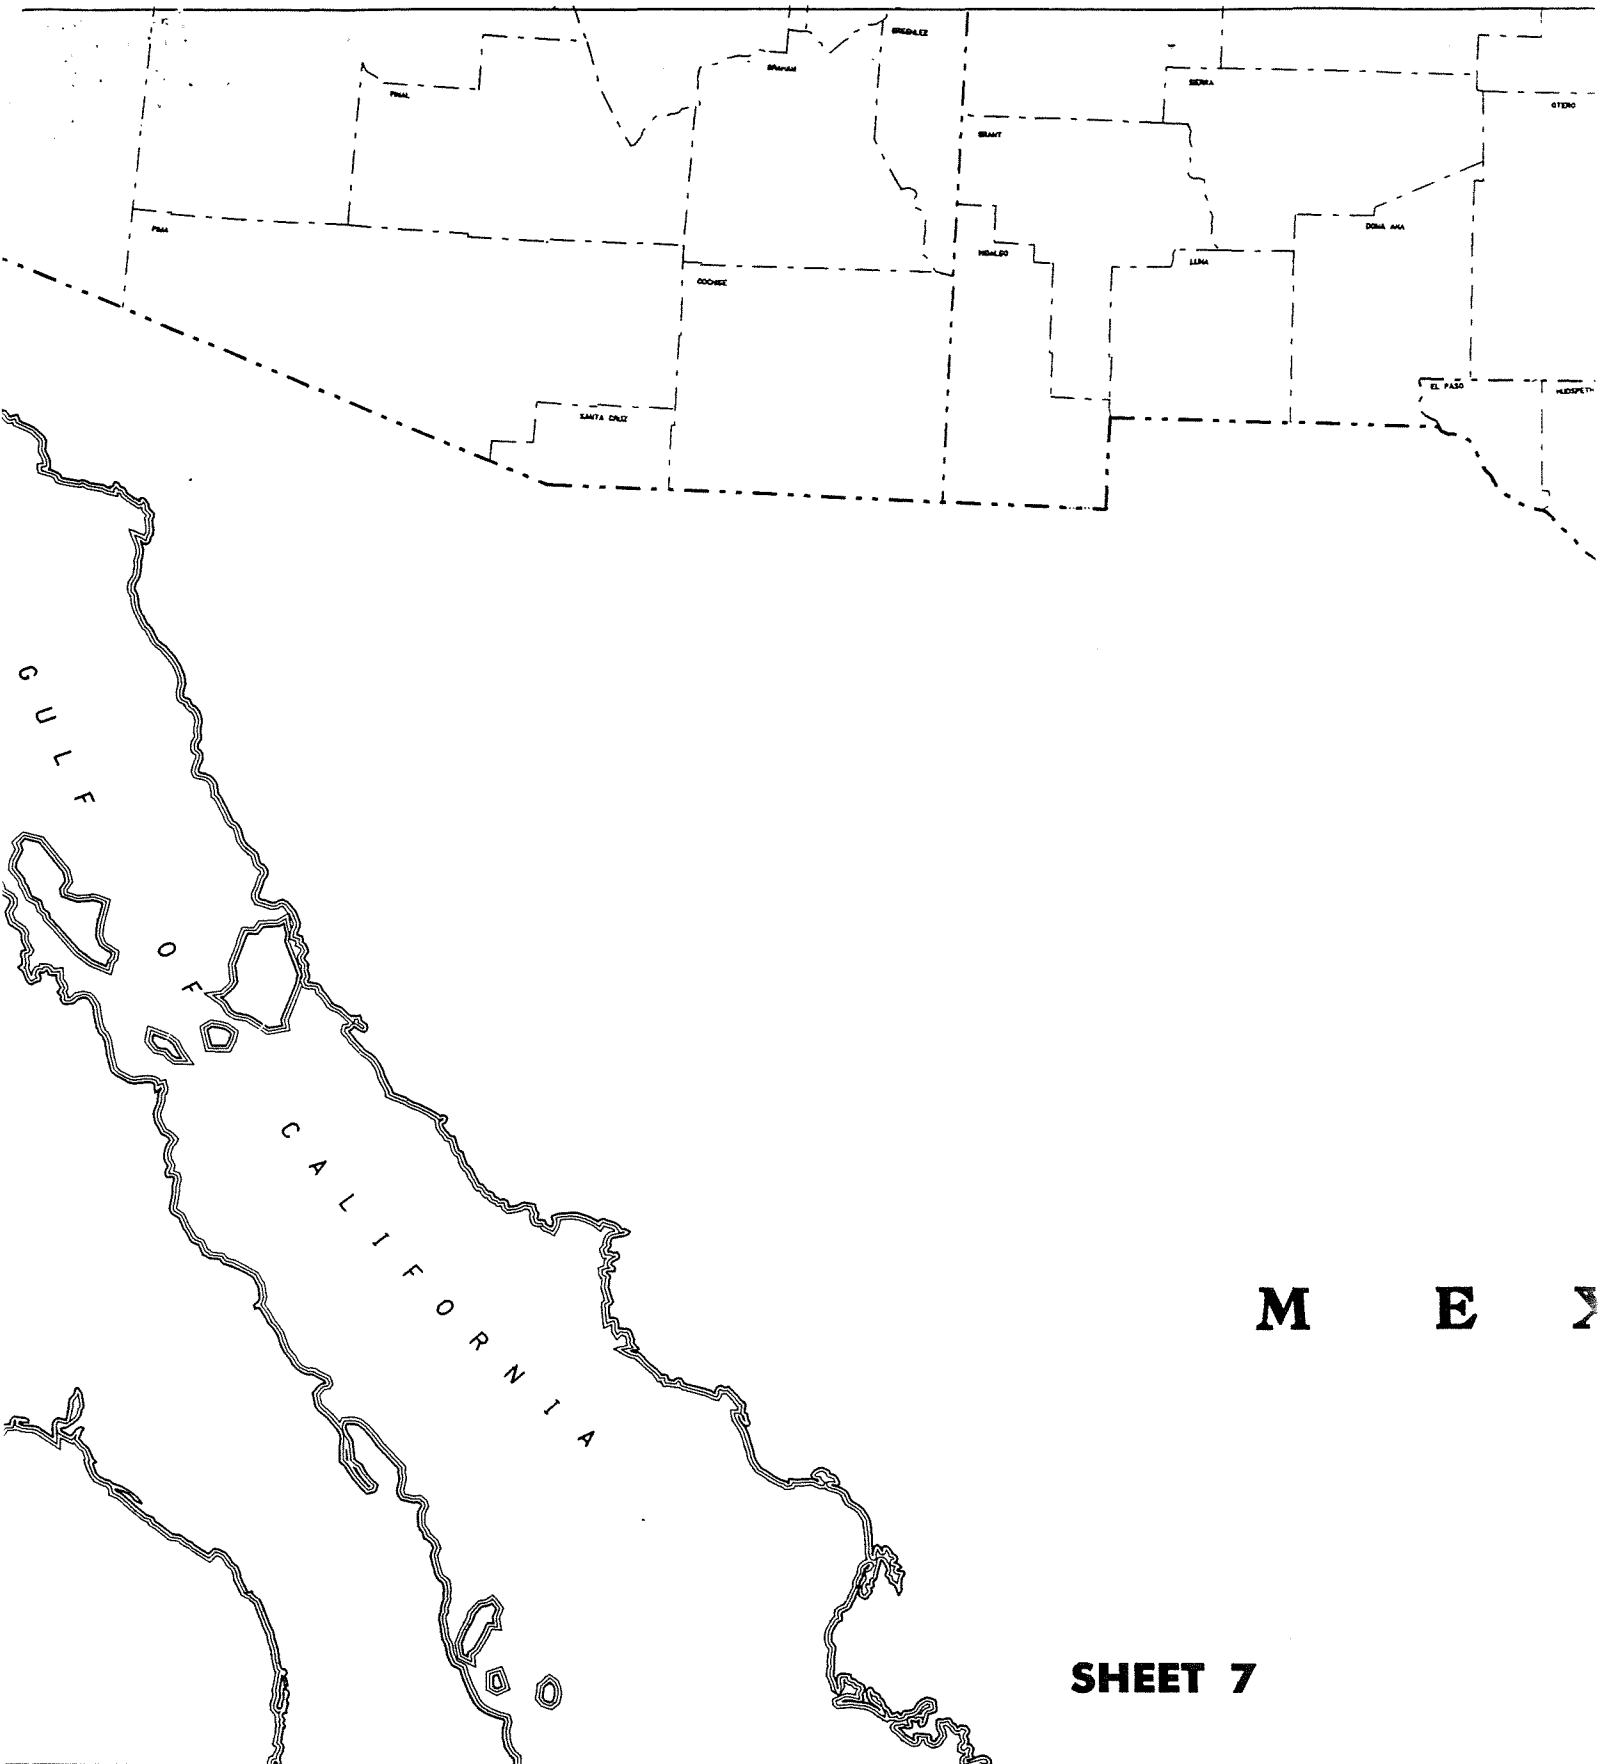 GREENLEE
GRAHAM
SIERRA
PINAL
OTERO
GRANT
PIMA
DONA ANA
HIDALGO
LUNA
COCHISE
EL PASO
HUDSPETH
SANTA CRUZ
GULF
OF
CALIFORNIA
M E X
SHEET 7